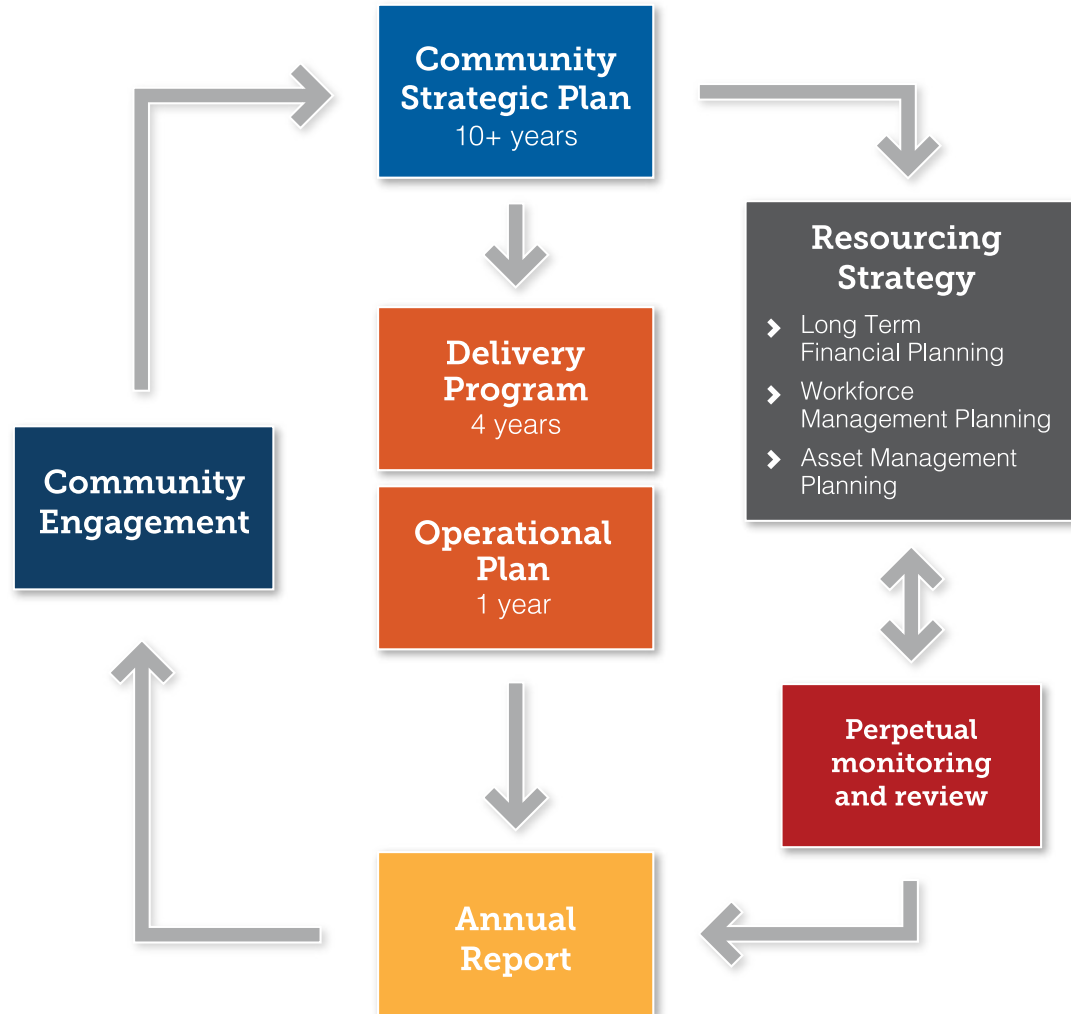 Community
Strategic Plan
10+ years
Resourcing
Strategy
Long Term
Financial Planning
Workforce
Management Planning
Asset Management
Planning
Delivery
Program
4 years
Community
Engagement
Operational
Plan
1 year
Perpetual
monitoring
and review
Annual
Report